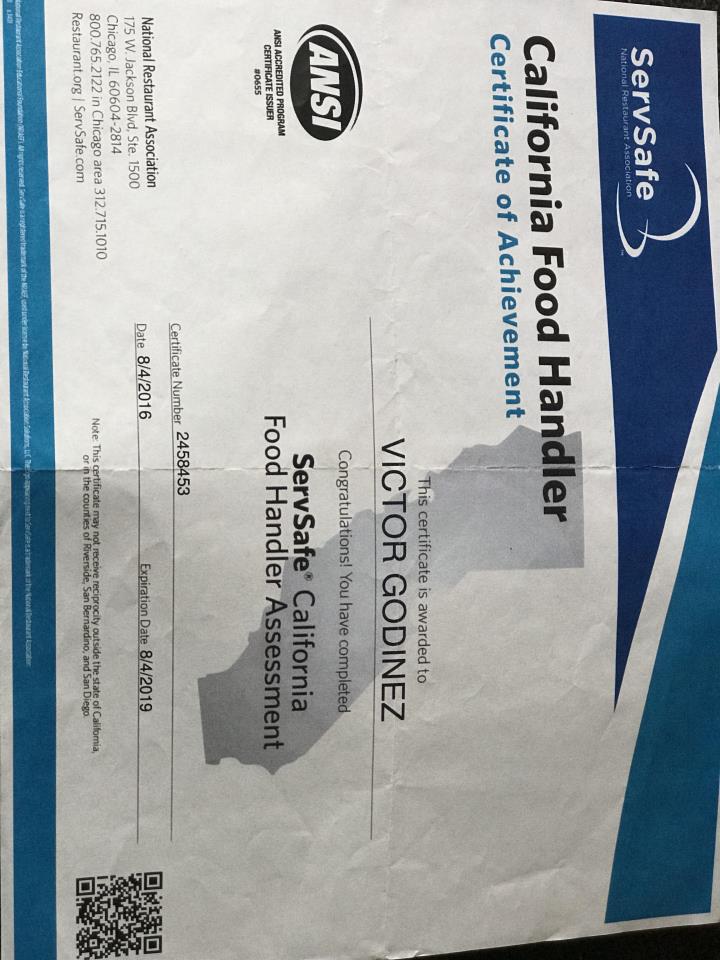 ServSafe
National Restaurant Association
California Food Handler
Certificate of Achievement
This certificate is awarded to
VICTOR GODINEZ
Congratulations! You have completed
ServSafe® California
Food Handler Assessment
ANSI
ANSI ACCREDITED PROGRAM
CERTIFICATE ISSUER
#0655
Certificate Number 2458453
Date 8/4/2016 Expiration Date 8/4/2019
National Restaurant Association
175 W. Jackson Blvd, Ste. 1500
Chicago, IL 60604-2814
800.765.2122 in Chicago area 312.715.1010
Restaurant.org | ServSafe.com
Note: This certificate may not receive reciprocity outside the state of California,
or in the counties of Riverside, San Bernardino, and San Diego.